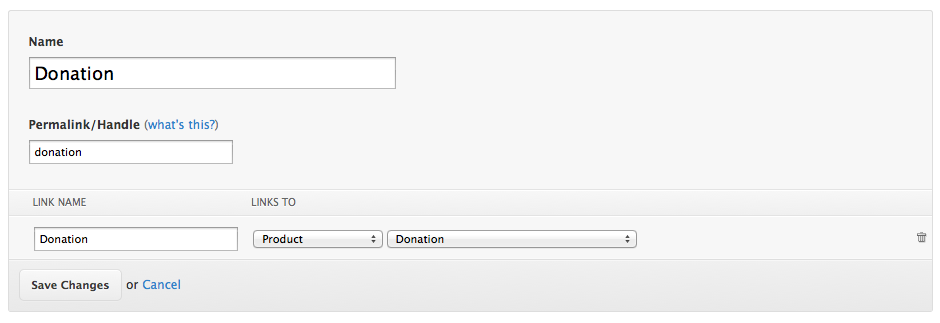 Name
Donation
Permalink/Handle (what's this?)
donation
LINK NAME LINKS TO
Donation Product Donation
Save Changes or Cancel